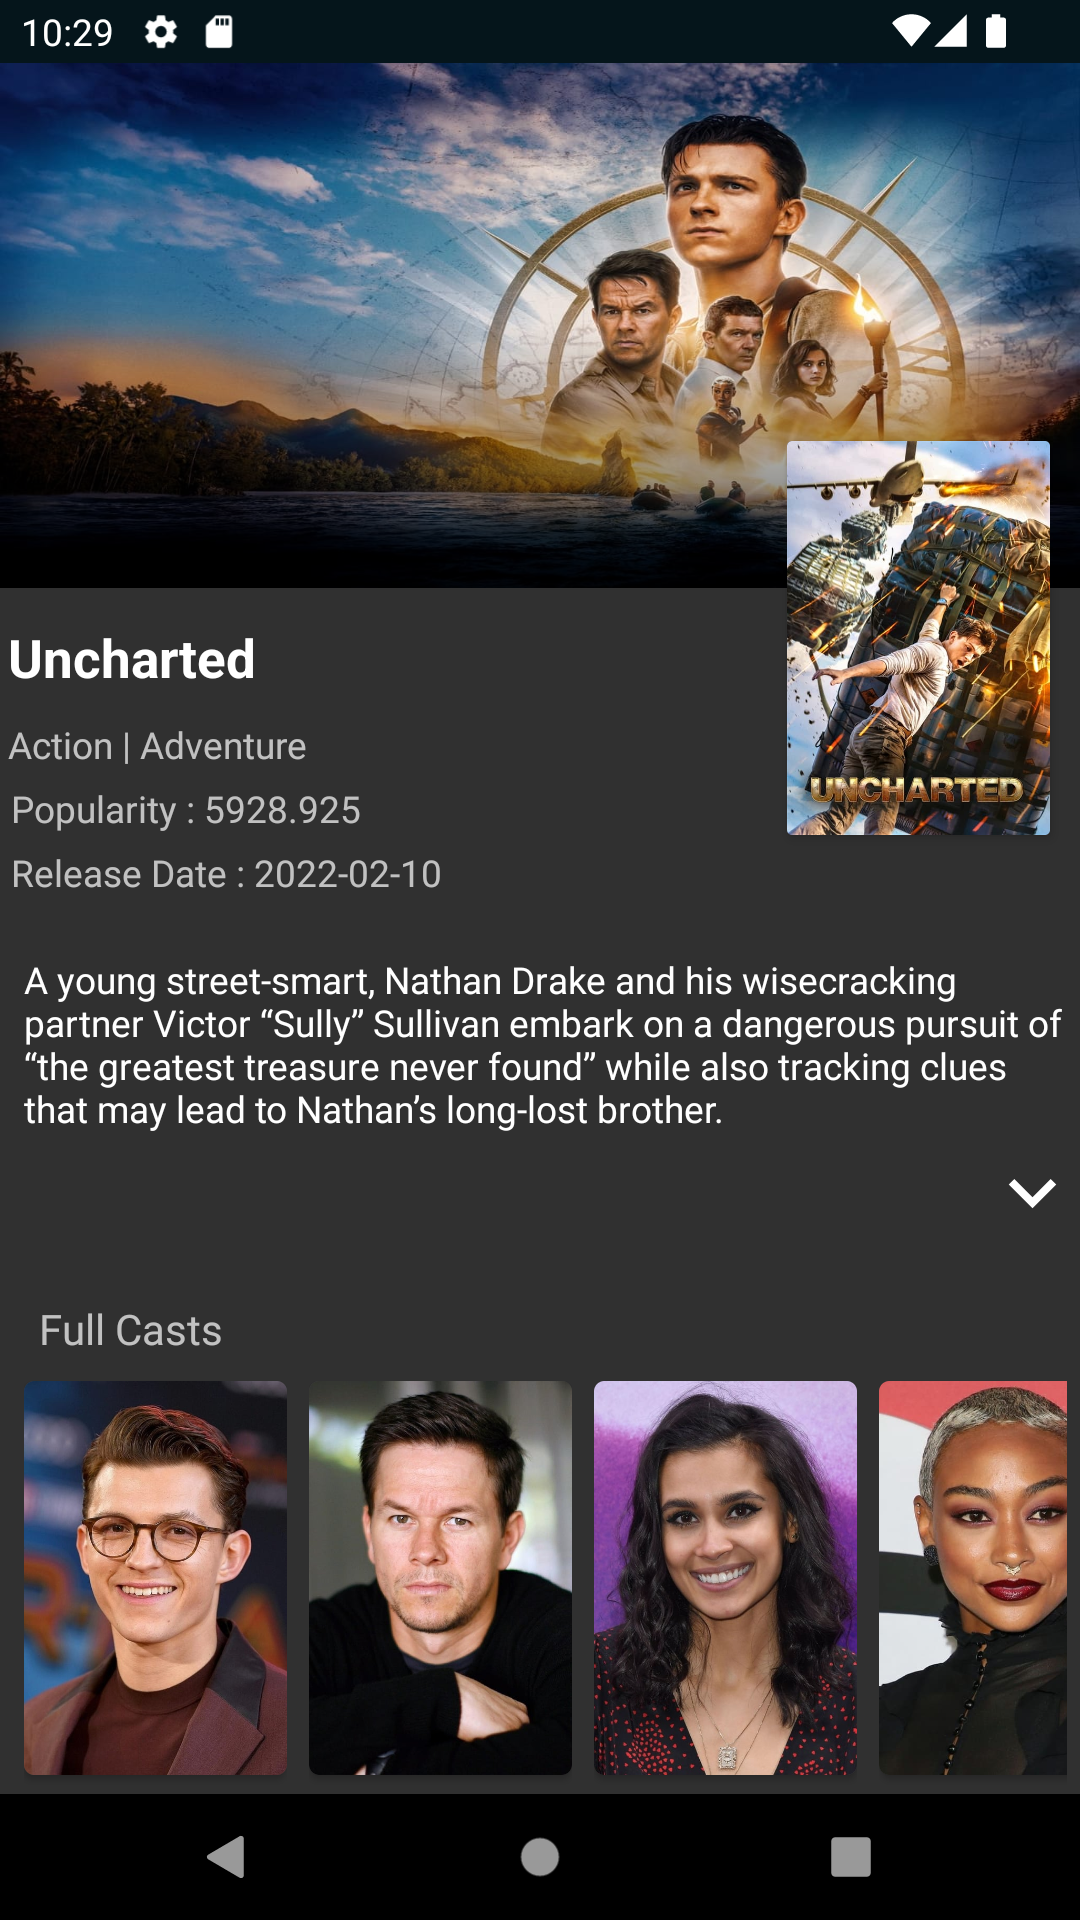 10:29
UNCHARTED
Uncharted
Action | Adventure
Popularity : 5928.925
Release Date : 2022-02-10
A young street-smart, Nathan Drake and his wisecracking
partner Victor “Sully” Sullivan embark on a dangerous pursuit of
“the greatest treasure never found” while also tracking clues
that may lead to Nathan’s long-lost brother.
Full Casts